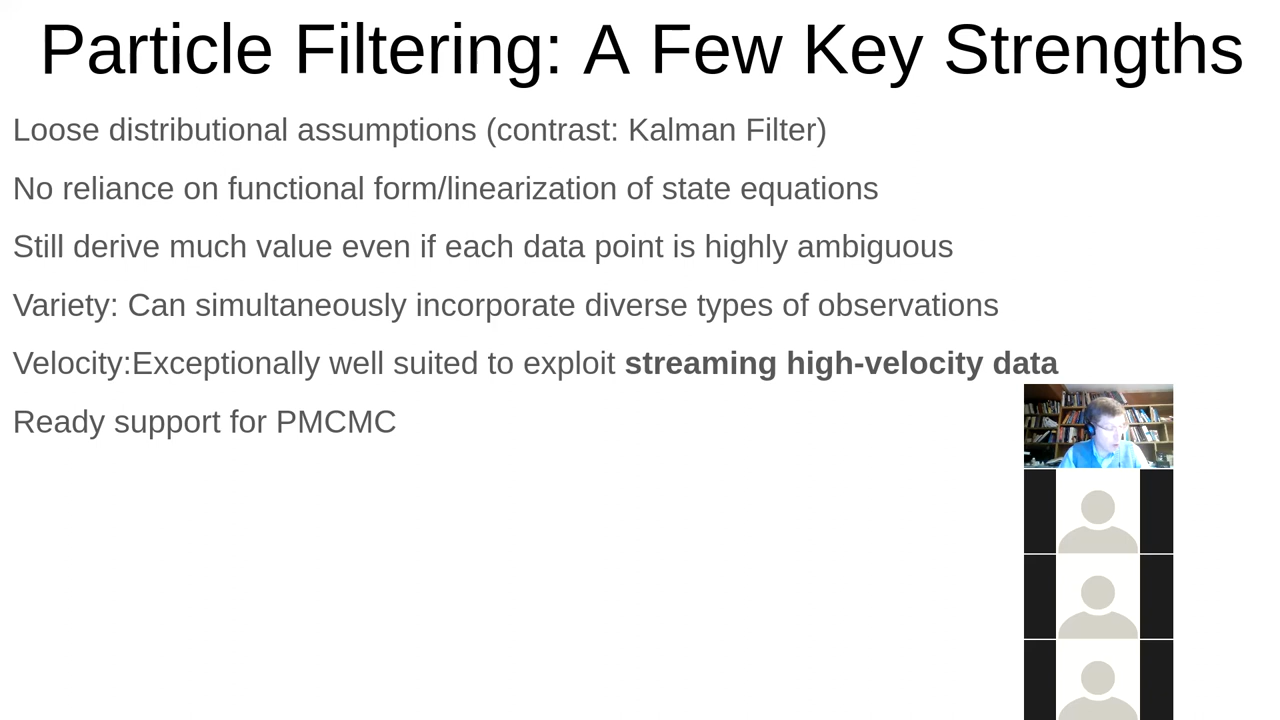 Particle Filtering: A Few Key Strengths
Loose distributional assumptions (contrast: Kalman Filter)
No reliance on functional form/linearization of state equations
Still derive much value even if each data point is highly ambiguous
Variety: Can simultaneously incorporate diverse types of observations
Velocity:Exceptionally well suited to exploit streaming high-velocity data
Ready support for PMCMC